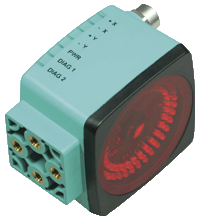 + X
- X
+ Y
- Y
PWR
DIAG 1
DIAG 2